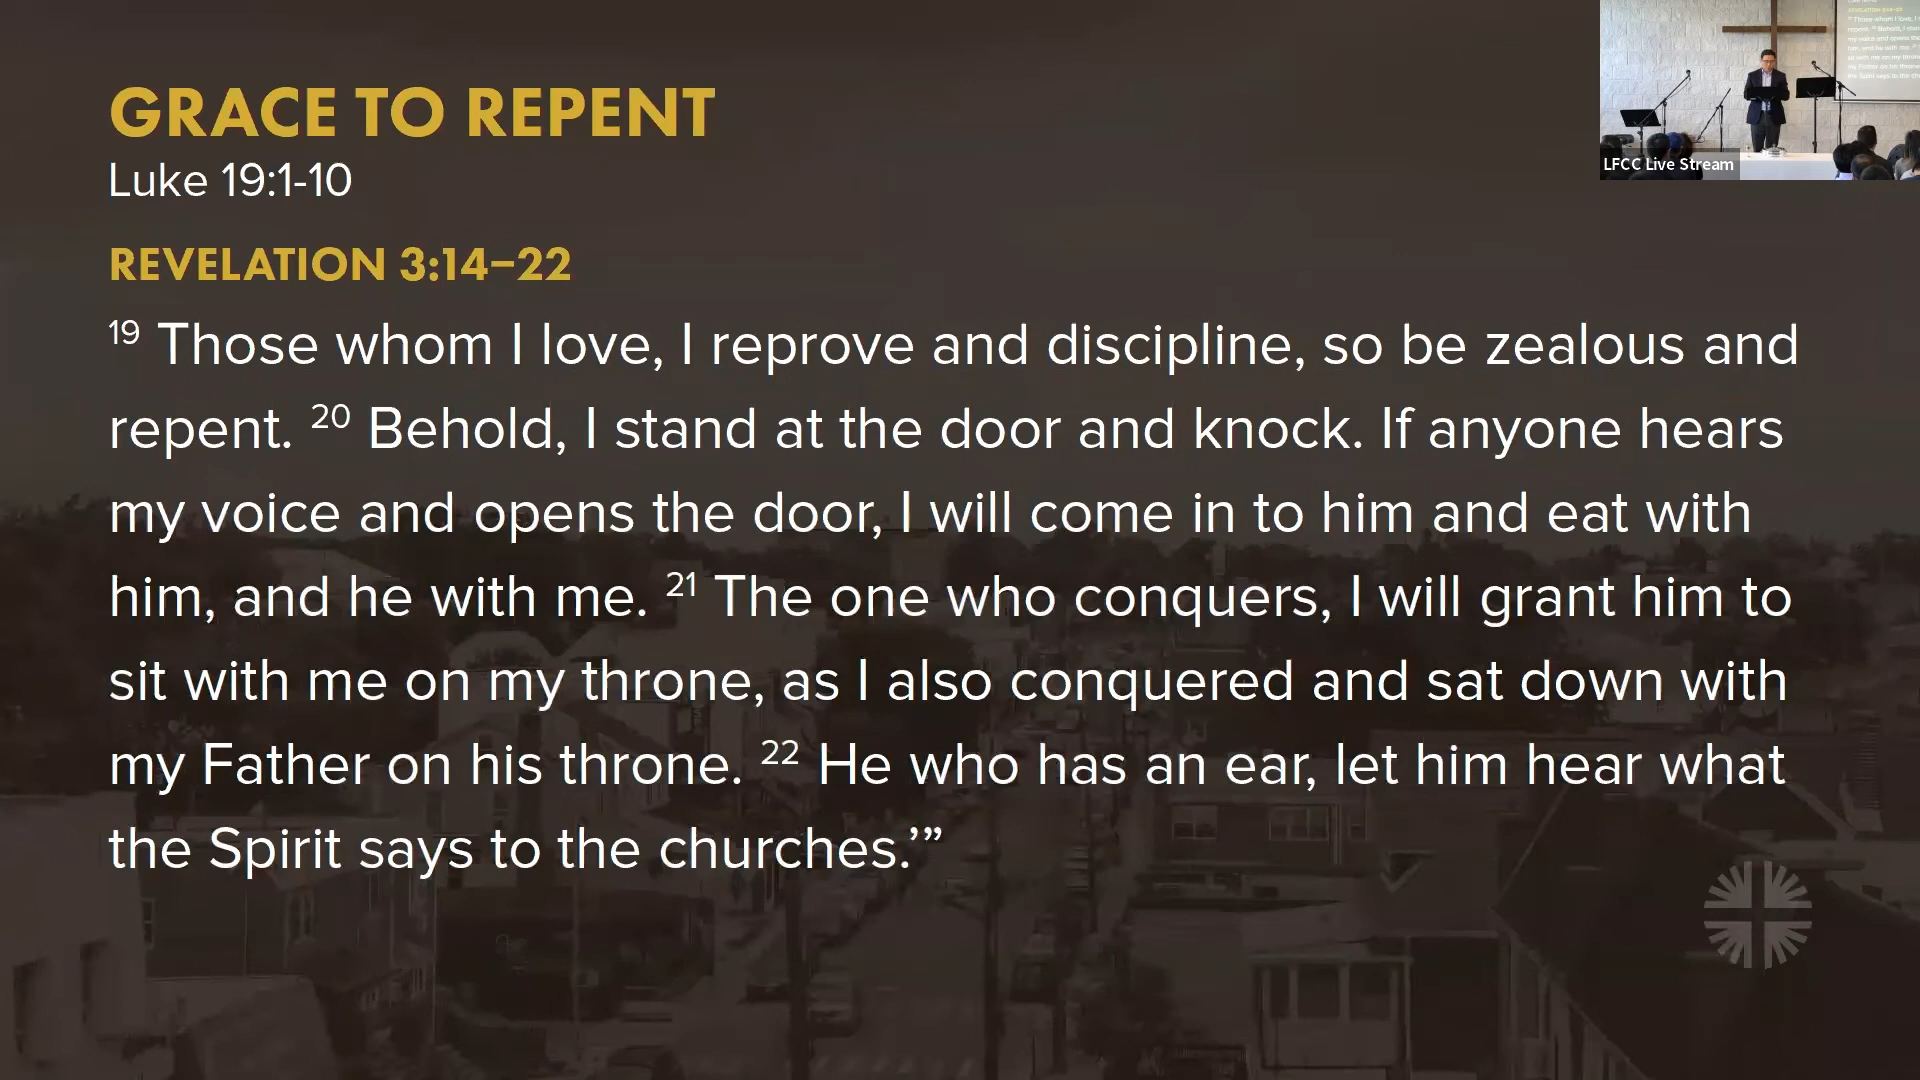 GRACE TO REPENT
Luke 19:1-10
REVELATION 3:14–22
19 Those whom I love, I reprove and discipline, so be zealous and
repent. 20 Behold, I stand at the door and knock. If anyone hears
my voice and opens the door, I will come in to him and eat with
him, and he with me. 21 The one who conquers, I will grant him to
sit with me on my throne, as I also conquered and sat down with
my Father on his throne. 22 He who has an ear, let him hear what
the Spirit says to the churches.’”
LFCC Live Stream